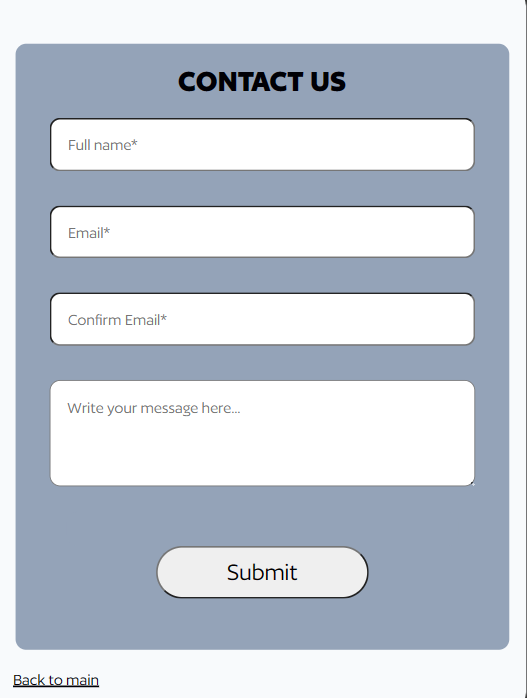 CONTACT US
Full name*
Email*
Confirm Email*
Write your message here...
Submit
Back to main